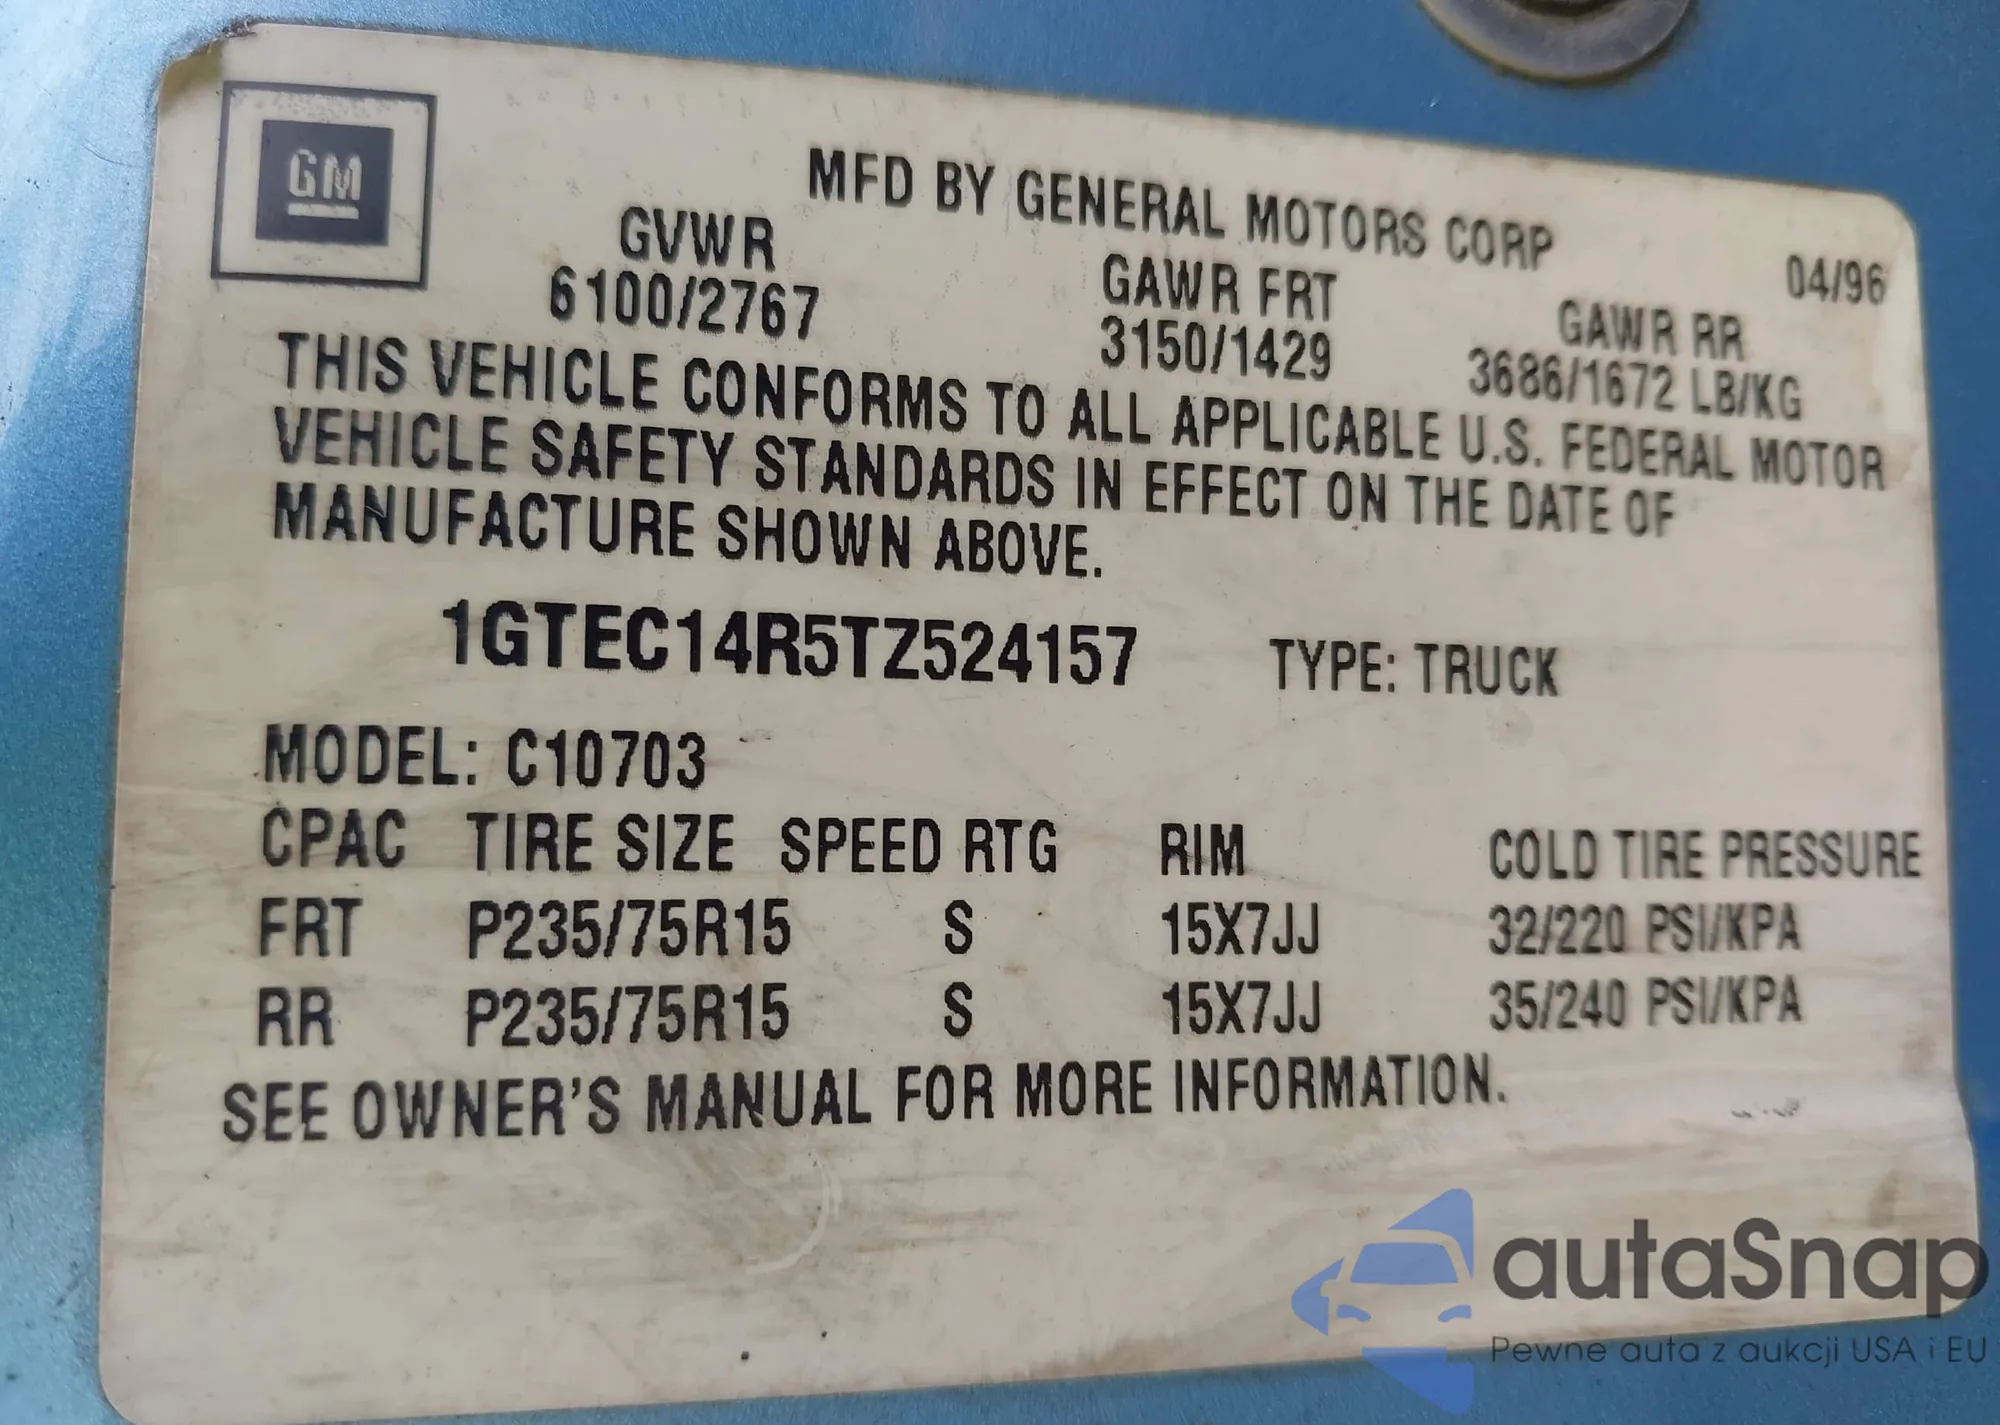 GM
MFD BY GENERAL MOTORS CORP 04/96
GVWR GAWR FRT GAWR RR
6100/2767 3150/1429 3686/1672 LB/KG
THIS VEHICLE CONFORMS TO ALL APPLICABLE U.S. FEDERAL MOTOR
VEHICLE SAFETY STANDARDS IN EFFECT ON THE DATE OF
MANUFACTURE SHOWN ABOVE.
1GTEC14R5TZ524157 TYPE: TRUCK
MODEL: C10703
CPAC TIRE SIZE SPEED RTG RIM COLD TIRE PRESSURE
FRT P235/75R15 S 15X7JJ 32/220 PSI/KPA
RR P235/75R15 S 15X7JJ 35/240 PSI/KPA
SEE OWNER'S MANUAL FOR MORE INFORMATION.
autaSnap
Pewne auta z aukcji USA i EU